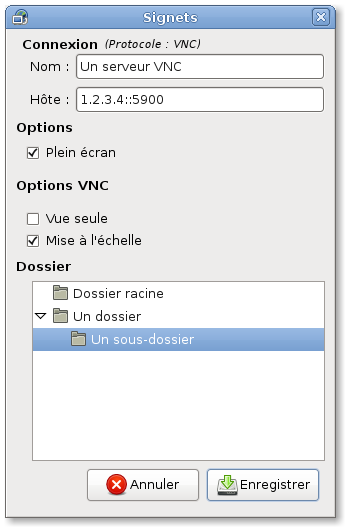 Signets
Connexion (Protocole : VNC)
Nom : Un serveur VNC
Hôte : 1.2.3.4::5900
Options
Plein écran
Options VNC
Vue seule
Mise à l'échelle
Dossier
Dossier racine
Un dossier
Un sous-dossier
Annuler Enregistrer